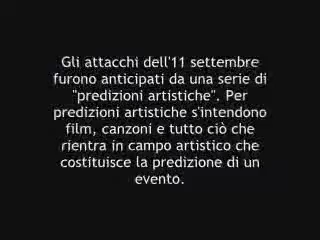 Gli attacchi dell'11 settembre
furono anticipati da una serie di
"predizioni artistiche". Per
predizioni artistiche s'intendono
film, canzoni e tutto ciò che
rientra in campo artistico che
costituisce la predizione di un
evento.